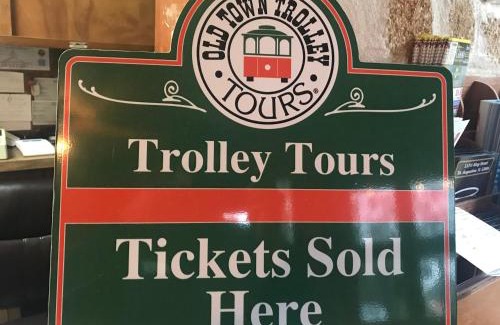 OLD TOWN TROLLEY
TOURS®
Trolley Tours
Tickets Sold
Here